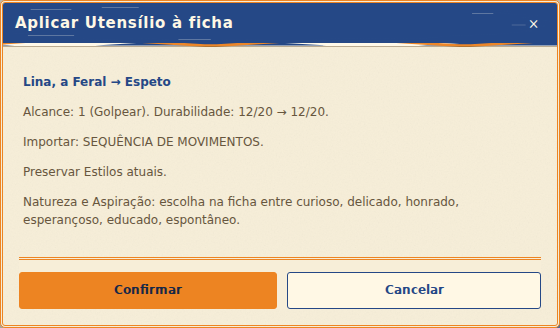 Aplicar Utensílio à ficha
×
Lina, a Feral → Espeto
Alcance: 1 (Golpear). Durabilidade: 12/20 → 12/20.
Importar: SEQUÊNCIA DE MOVIMENTOS.
Preservar Estilos atuais.
Natureza e Aspiração: escolha na ficha entre curioso, delicado, honrado,
esperançoso, educado, espontâneo.
Confirmar
Cancelar